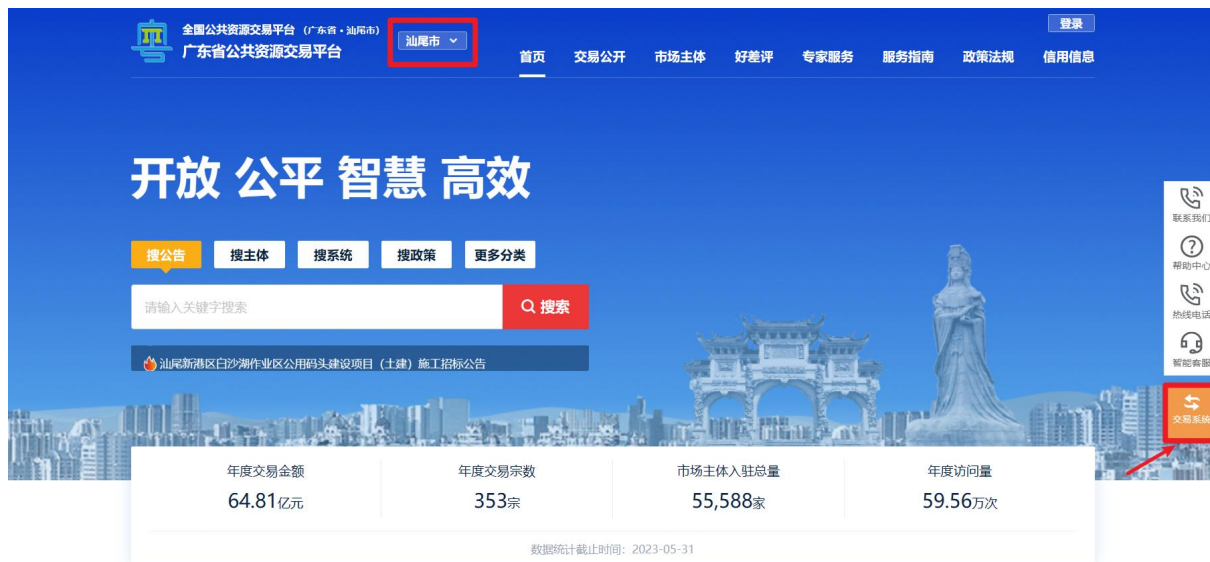 全国公共资源交易平台 (广东省·汕尾市)
广东省公共资源交易平台
汕尾市
登录
首页 交易公开 市场主体 好差评 专家服务 服务指南 政策法规 信用信息
开放 公平 智慧 高效
搜公告 搜主体 搜系统 搜政策 更多分类
请输入关键字搜索 搜索
汕尾新港区白沙湖作业区公用码头建设项目（土建）施工招标公告
联系我们
帮助中心
热线电话
智能客服
交易系统
年度交易金额 年度交易宗数 市场主体入驻总量 年度访问量
64.81亿元 353宗 55,588家 59.56万次
数据统计截止时间：2023-05-31